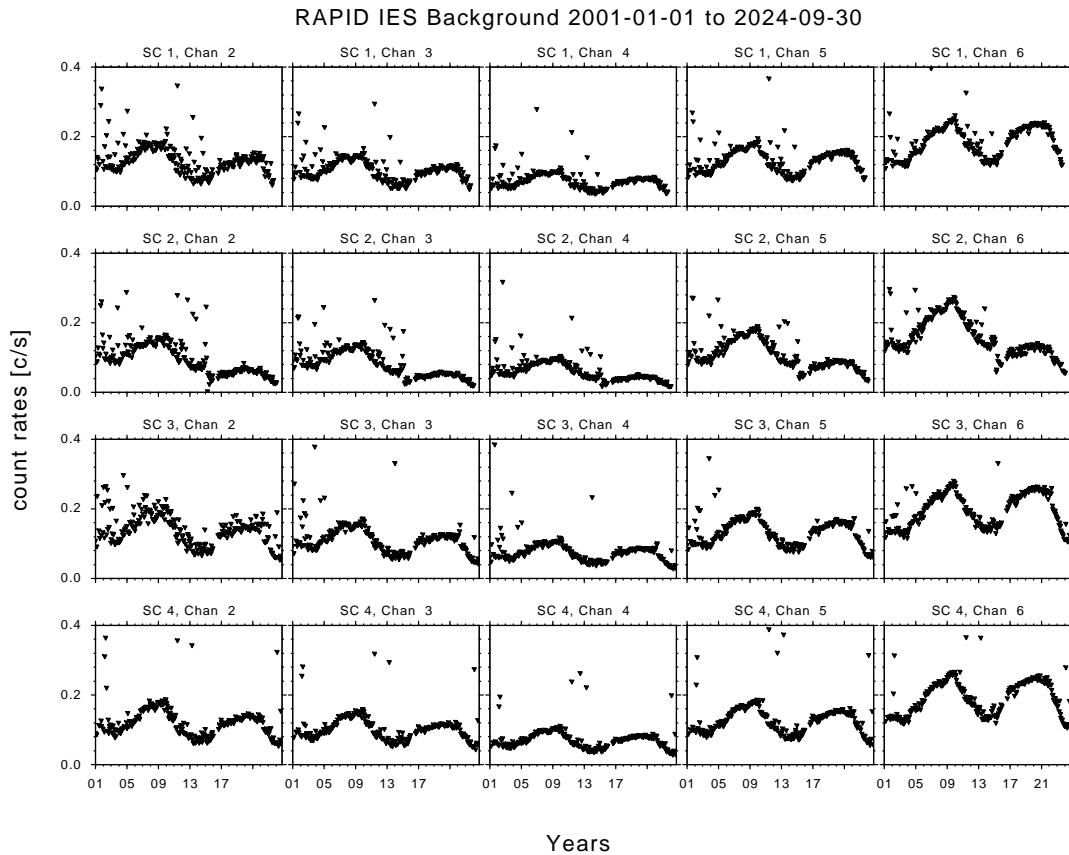 RAPID IES Background 2001-01-01 to 2024-09-30
SC 1, Chan 2 SC 1, Chan 3 SC 1, Chan 4 SC 1, Chan 5 SC 1, Chan 6
0.4
0.2
0.0
SC 2, Chan 2 SC 2, Chan 3 SC 2, Chan 4 SC 2, Chan 5 SC 2, Chan 6
0.4
0.2
0.0
count rates [c/s]
SC 3, Chan 2 SC 3, Chan 3 SC 3, Chan 4 SC 3, Chan 5 SC 3, Chan 6
0.4
0.2
0.0
SC 4, Chan 2 SC 4, Chan 3 SC 4, Chan 4 SC 4, Chan 5 SC 4, Chan 6
0.4
0.2
0.0
01 05 09 13 17 01 05 09 13 17 01 05 09 13 17 01 05 09 13 17 01 05 09 13 17 21
Years